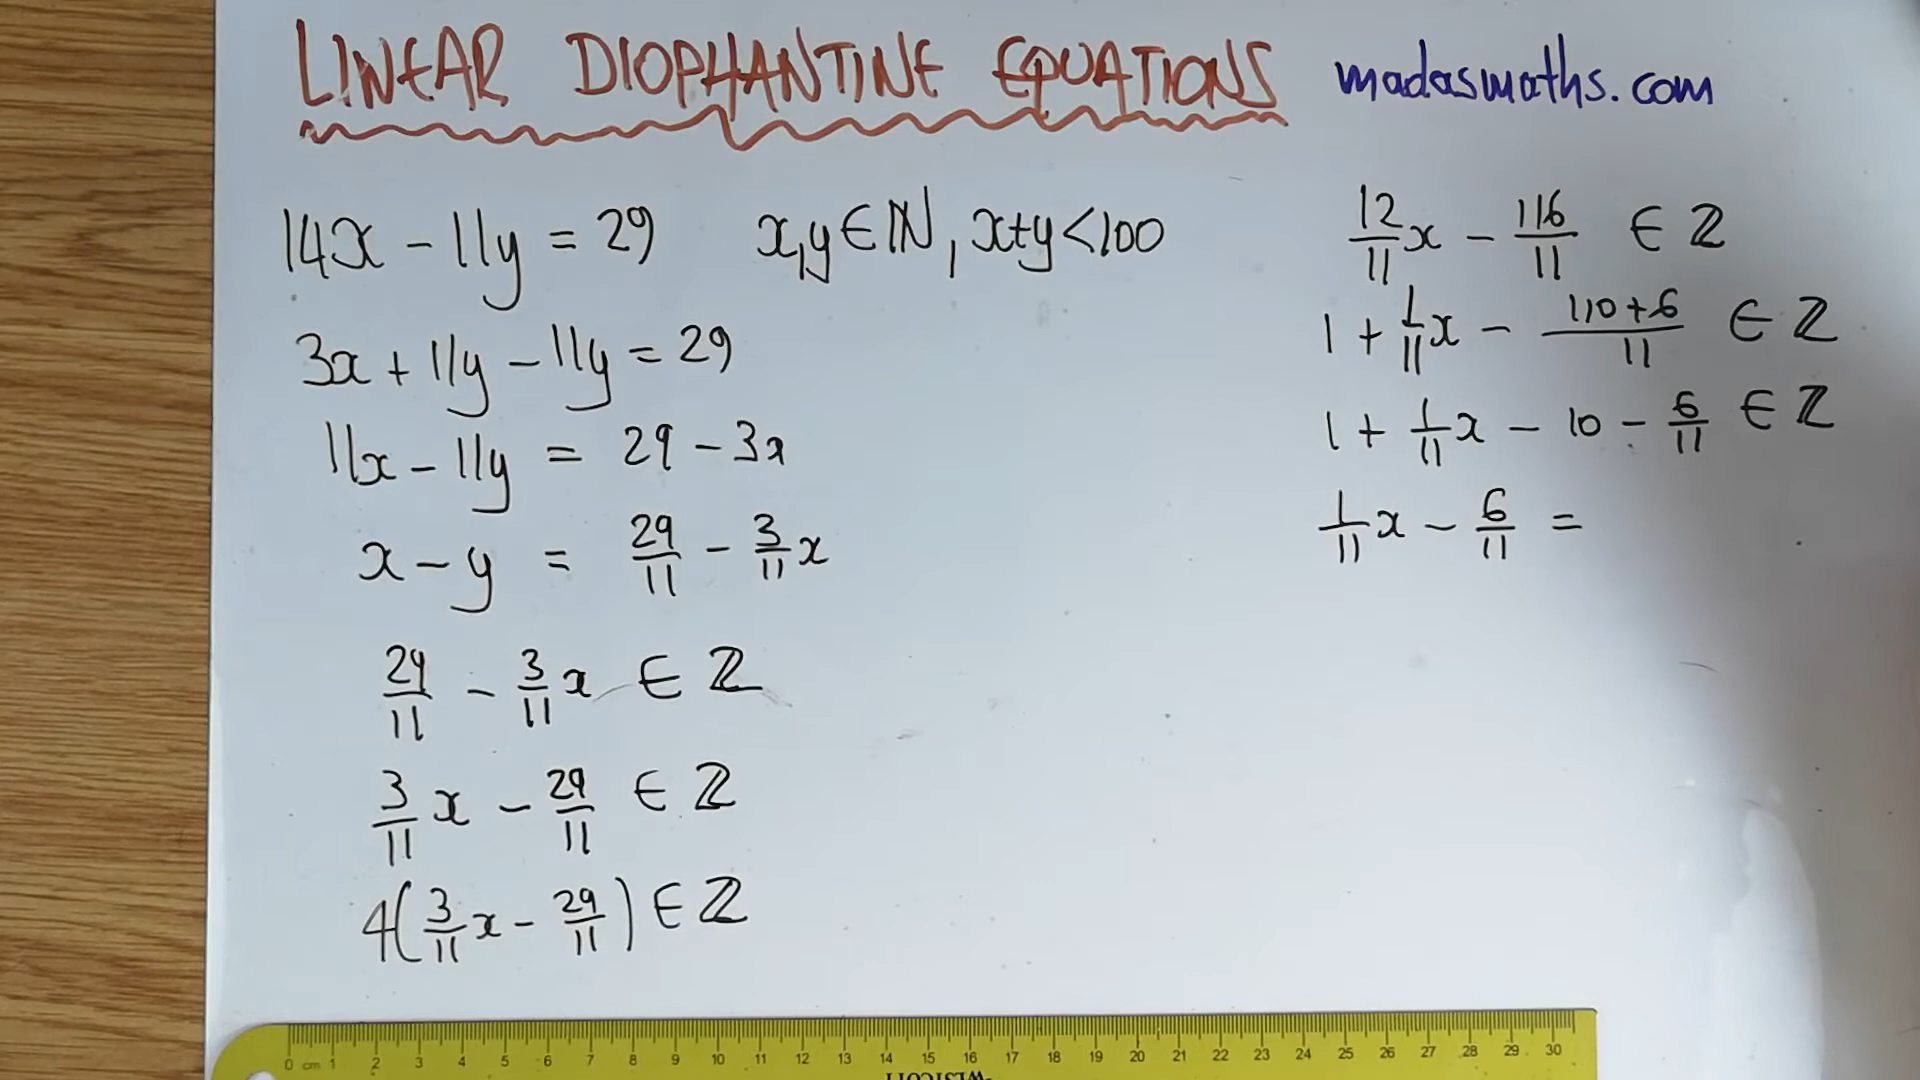 LINEAR DIOPHANTINE EQUATIONS madasmaths.com
14x - 11y = 29 x,y ∈ ℕ, x+y < 100
3x + 11y - 11y = 29
11x - 11y = 29 - 3x
x - y = 29/11 - 3/11 x
29/11 - 3/11 x ∈ ℤ
3/11 x - 29/11 ∈ ℤ
4(3/11 x - 29/11) ∈ ℤ
12/11 x - 116/11 ∈ ℤ
1 + 1/11 x - (110+6)/11 ∈ ℤ
1 + 1/11 x - 10 - 6/11 ∈ ℤ
1/11 x - 6/11 =
0 cm 1 2 3 4 5 6 7 8 9 10 11 12 13 14 15 16 17 18 19 20 21 22 23 24 25 26 27 28 29 30